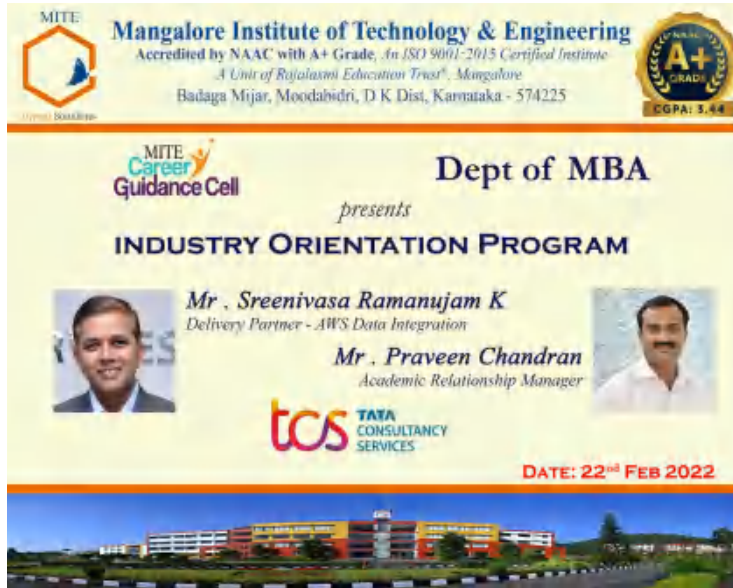 MITE
Mangalore Institute of Technology & Engineering
Accredited by NAAC with A+ Grade, An ISO 9001-2015 Certified Institute
A Unit of Rajalaxmi Education Trust®, Mangalore
Badaga Mijar, Moodabidri, D K Dist, Karnataka - 574225
Solutions
NAAC
A+
GRADE
CGPA: 3.44
MITE
Career
Guidance Cell
Dept of MBA
presents
INDUSTRY ORIENTATION PROGRAM
Mr . Sreenivasa Ramanujam K
Delivery Partner - AWS Data Integration
Mr . Praveen Chandran
Academic Relationship Manager
tcs TATA
CONSULTANCY
SERVICES
DATE: 22nd FEB 2022